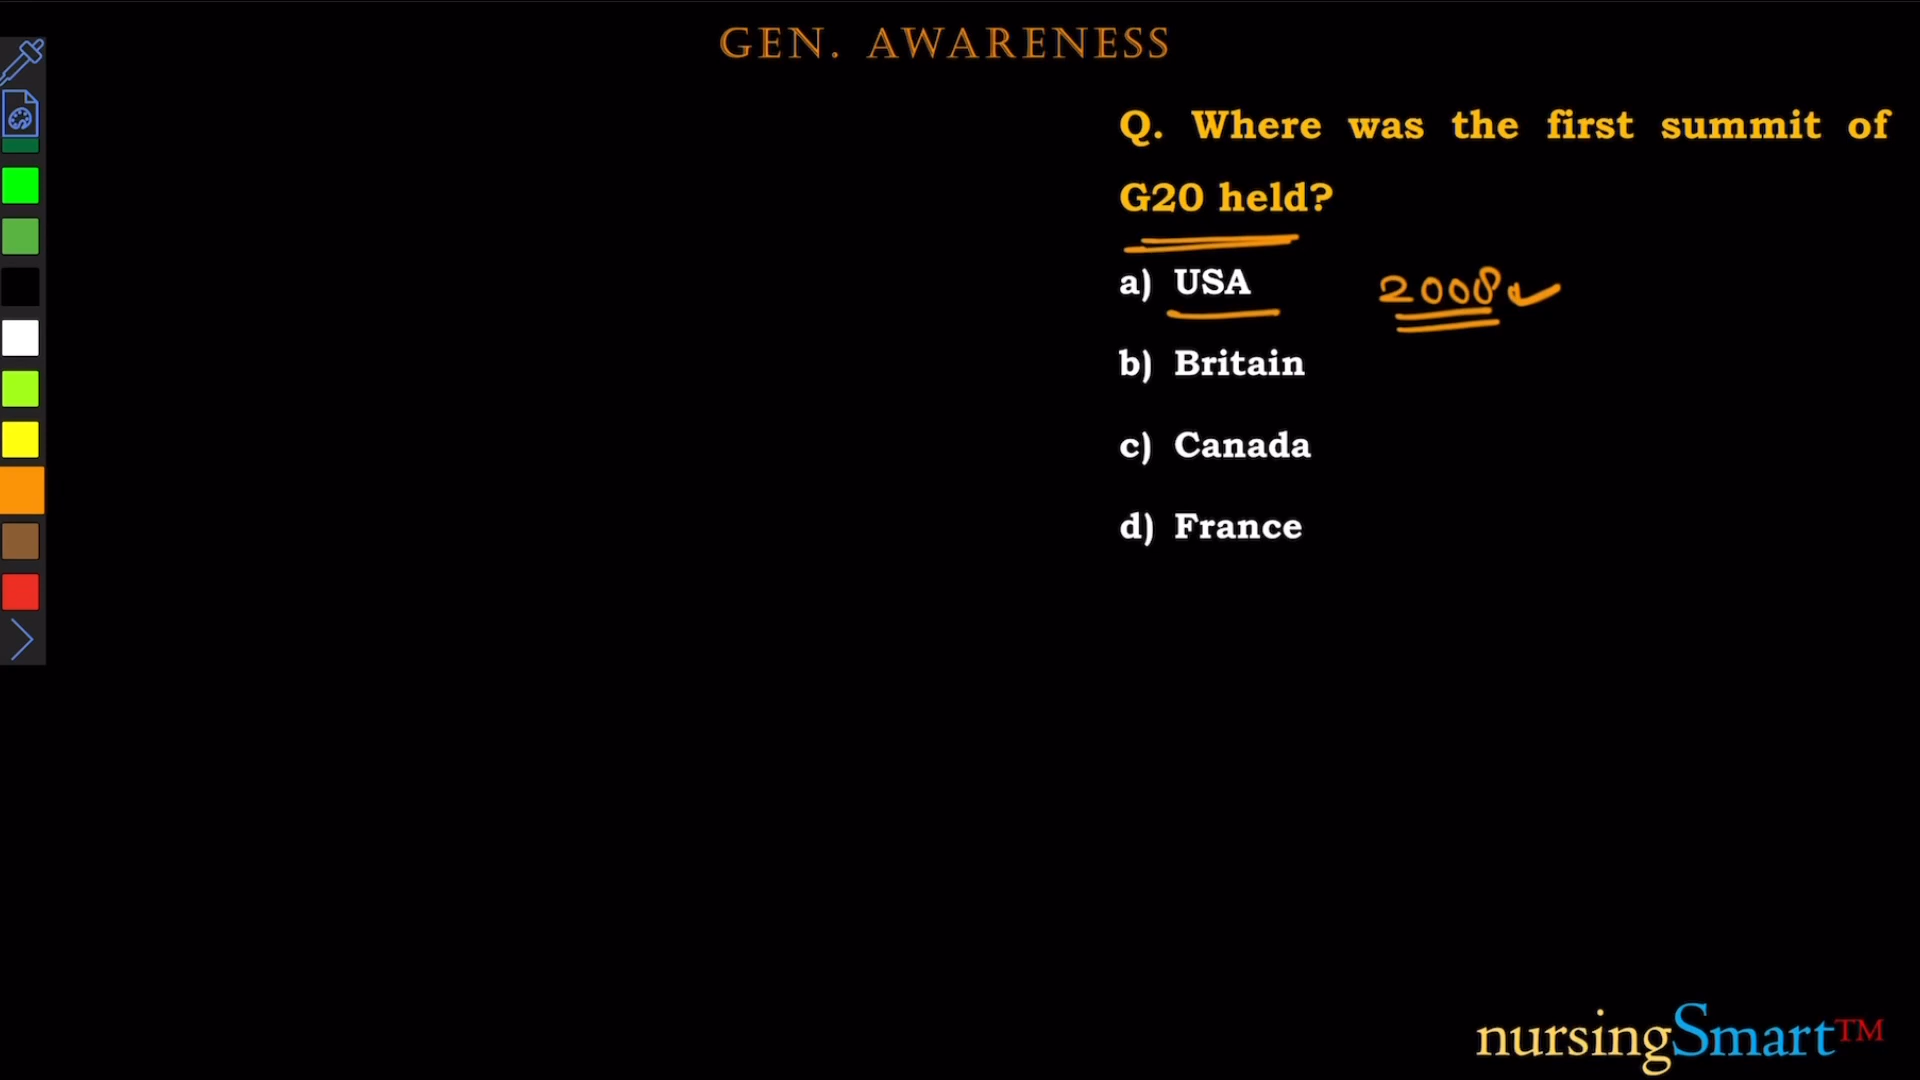 GEN. AWARENESS
Q. Where was the first summit of
G20 held?
a) USA 2008
b) Britain
c) Canada
d) France
nursingSmart™